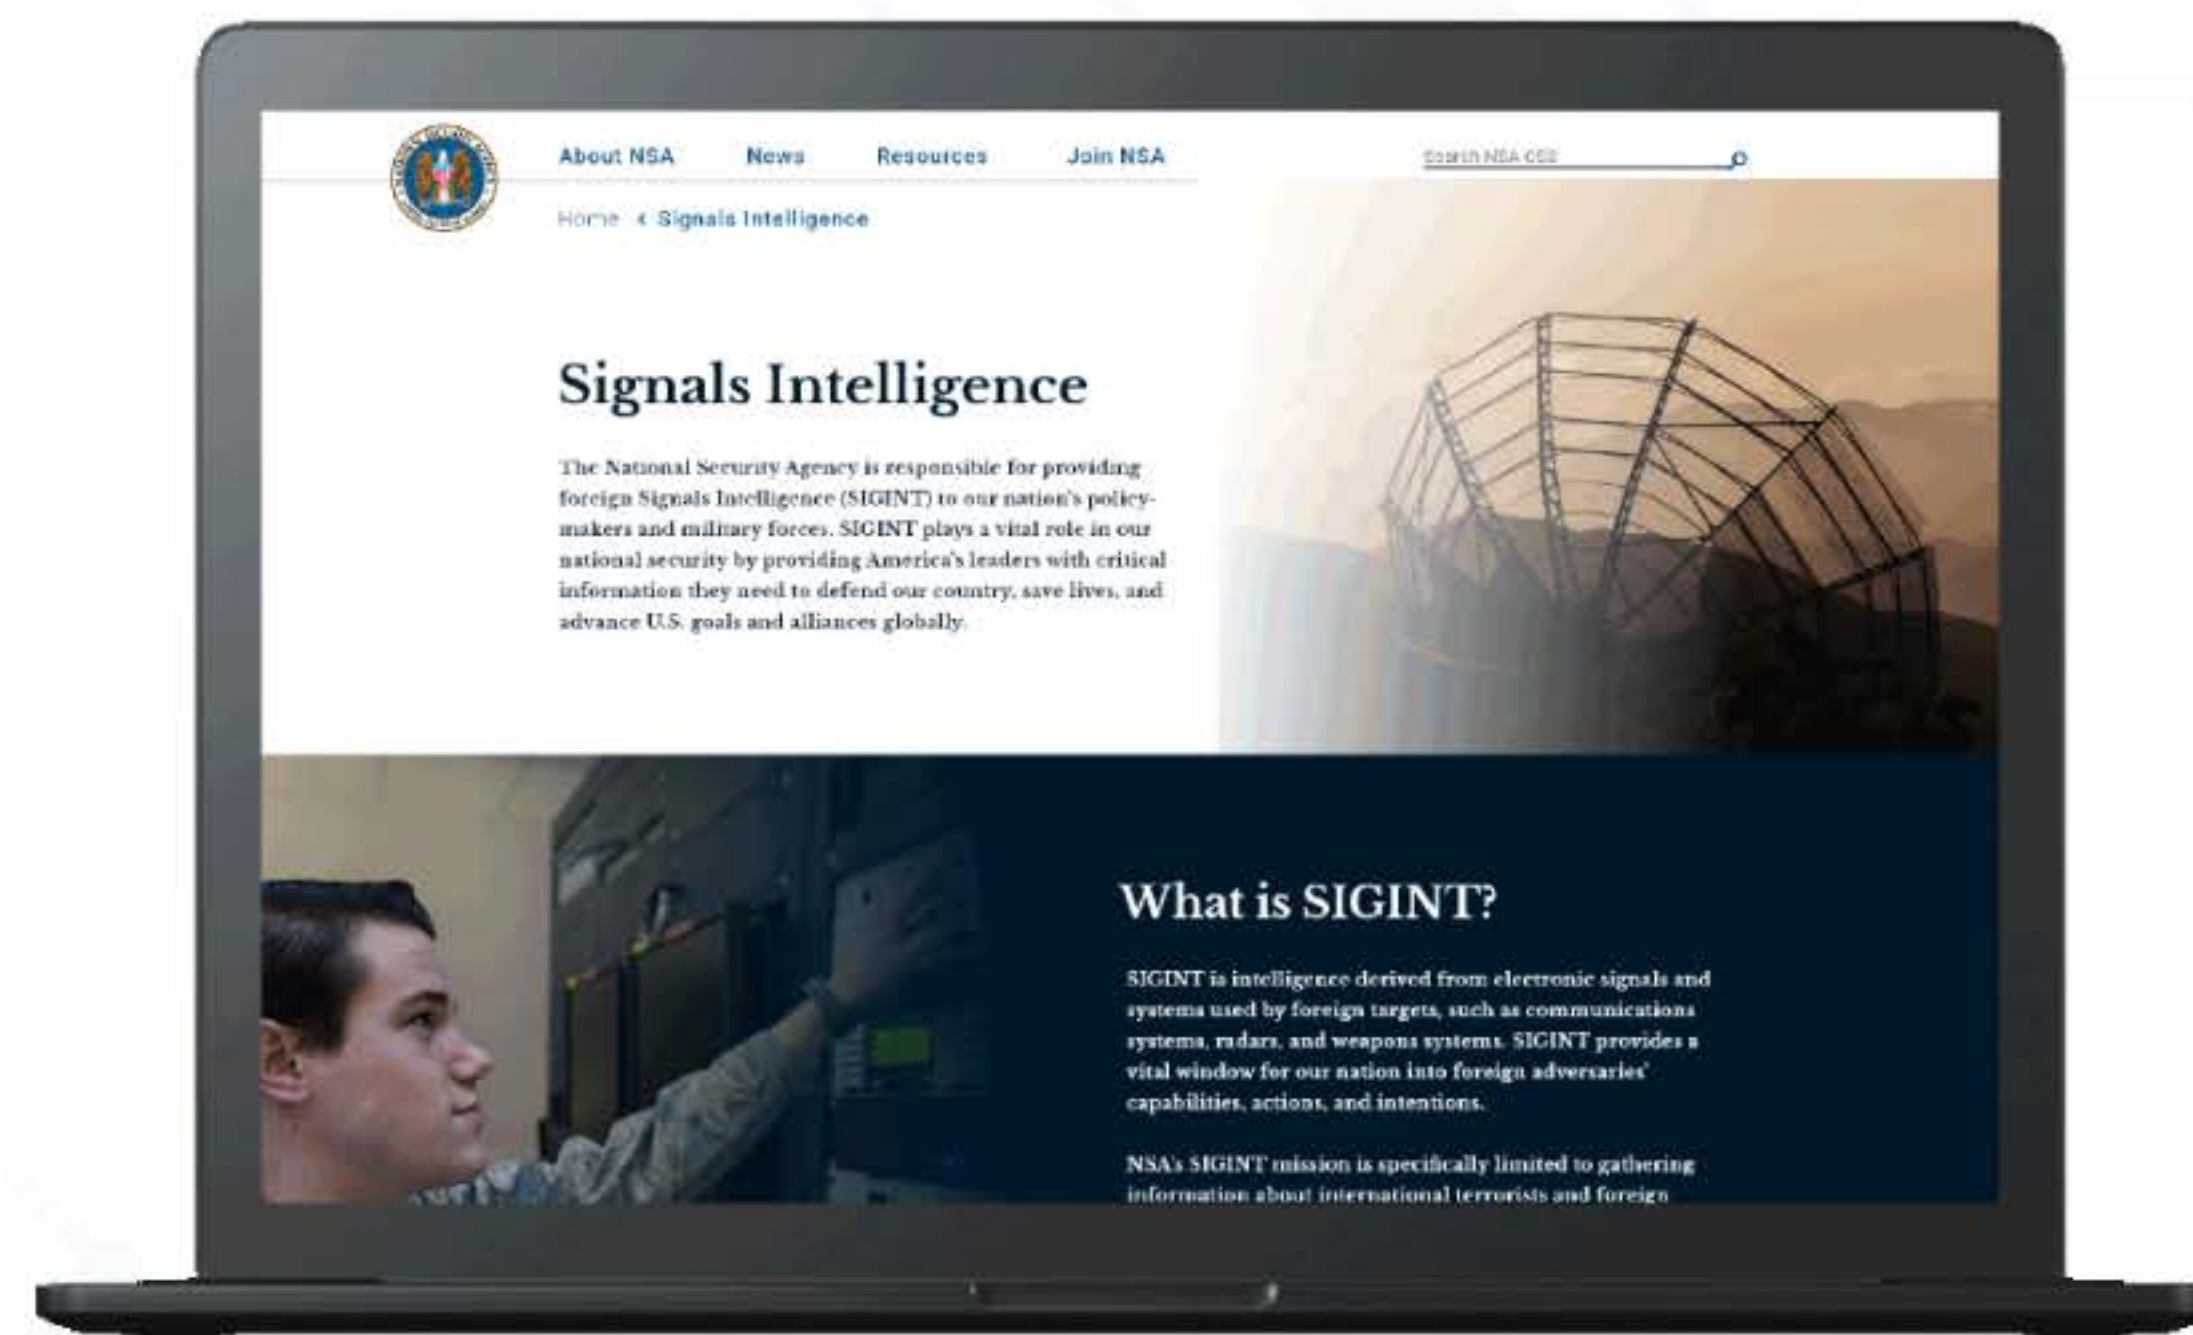 About NSA News Resources Join NSA Search NSA CSS
Home < Signals Intelligence
Signals Intelligence
The National Security Agency is responsible for providing
foreign Signals Intelligence (SIGINT) to our nation's policy-
makers and military forces. SIGINT plays a vital role in our
national security by providing America's leaders with critical
information they need to defend our country, save lives, and
advance U.S. goals and alliances globally.
What is SIGINT?
SIGINT is intelligence derived from electronic signals and
systems used by foreign targets, such as communications
systems, radars, and weapons systems. SIGINT provides a
vital window for our nation into foreign adversaries'
capabilities, actions, and intentions.
NSA's SIGINT mission is specifically limited to gathering
information about international terrorists and foreign